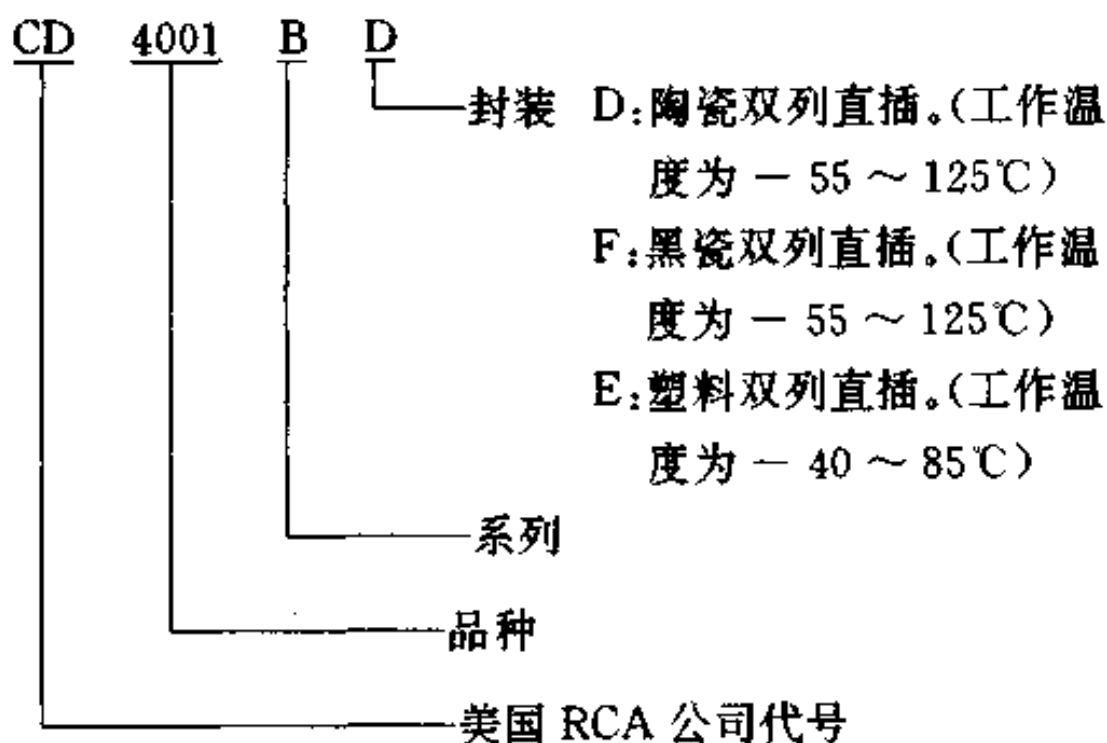 CD 4001 B D
封装 D:陶瓷双列直插。(工作温
度为 － 55 ～ 125℃)
F:黑瓷双列直插。(工作温
度为 － 55 ～ 125℃)
E:塑料双列直插。(工作温
度为 － 40 ～ 85℃)
系列
品种
美国 RCA 公司代号